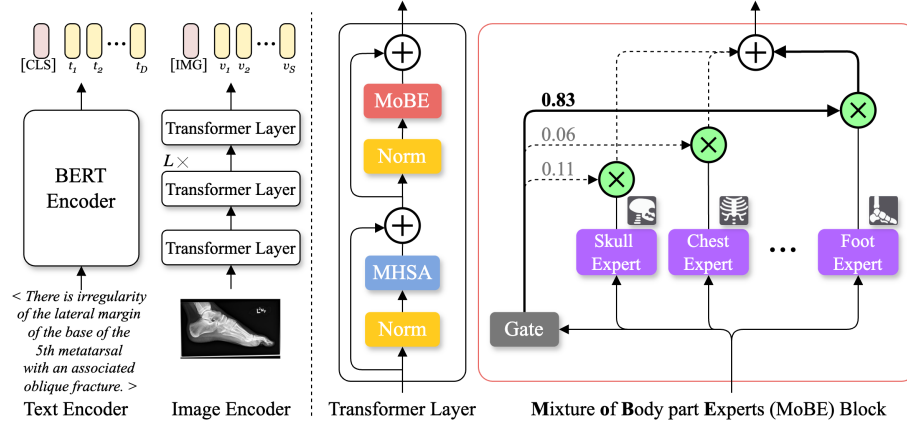 [CLS] t1 t2 ••• tD
[IMG] v1 v2 ••• vS
BERT
Encoder
Transformer Layer
L ×
Transformer Layer
Transformer Layer
< There is irregularity
of the lateral margin
of the base of the
5th metatarsal
with an associated
oblique fracture. >
Text Encoder
Image Encoder
MoBE
Norm
MHSA
Norm
Transformer Layer
0.83
0.06
0.11
Skull
Expert
Chest
Expert
•••
Foot
Expert
Gate
Mixture of Body part Experts (MoBE) Block